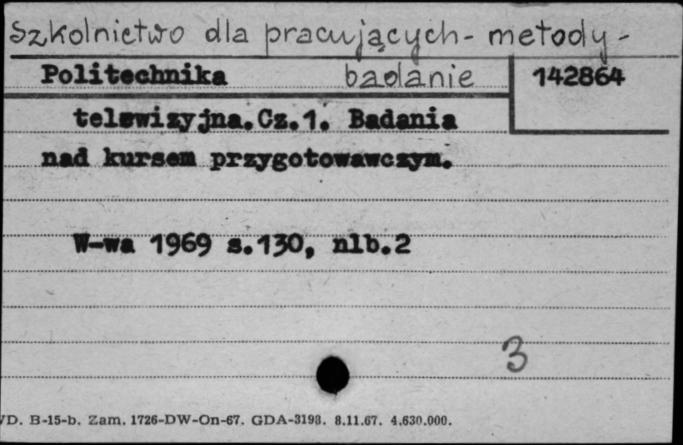 Szkolnictwo dla pracujących - metody -
Politechnika badanie 142864
telewizyjna.Cz.1. Badania
nad kursem przygotowawczym.
W-wa 1969 s.130, nlb.2
3
VD. B-15-b. Zam. 1726-DW-On-67. GDA-3198. 8.11.67. 4.630.000.